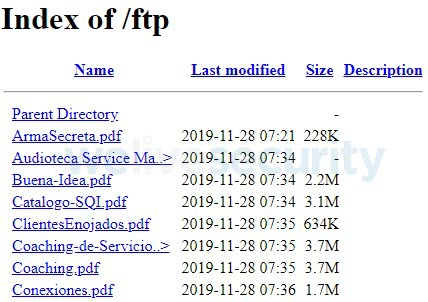 Index of /ftp
Name Last modified Size Description
Parent Directory -
ArmaSecreta.pdf 2019-11-28 07:21 228K
Audioteca Service Ma..> 2019-11-28 07:34 -
welivesecurity
Buena-Idea.pdf 2019-11-28 07:34 2.2M
Catalogo-SQI.pdf 2019-11-28 07:34 3.1M
ClientesEnojados.pdf 2019-11-28 07:35 634K
Coaching-de-Servicio..> 2019-11-28 07:35 3.7M
Coaching.pdf 2019-11-28 07:35 3.7M
Conexiones.pdf 2019-11-28 07:36 1.7M